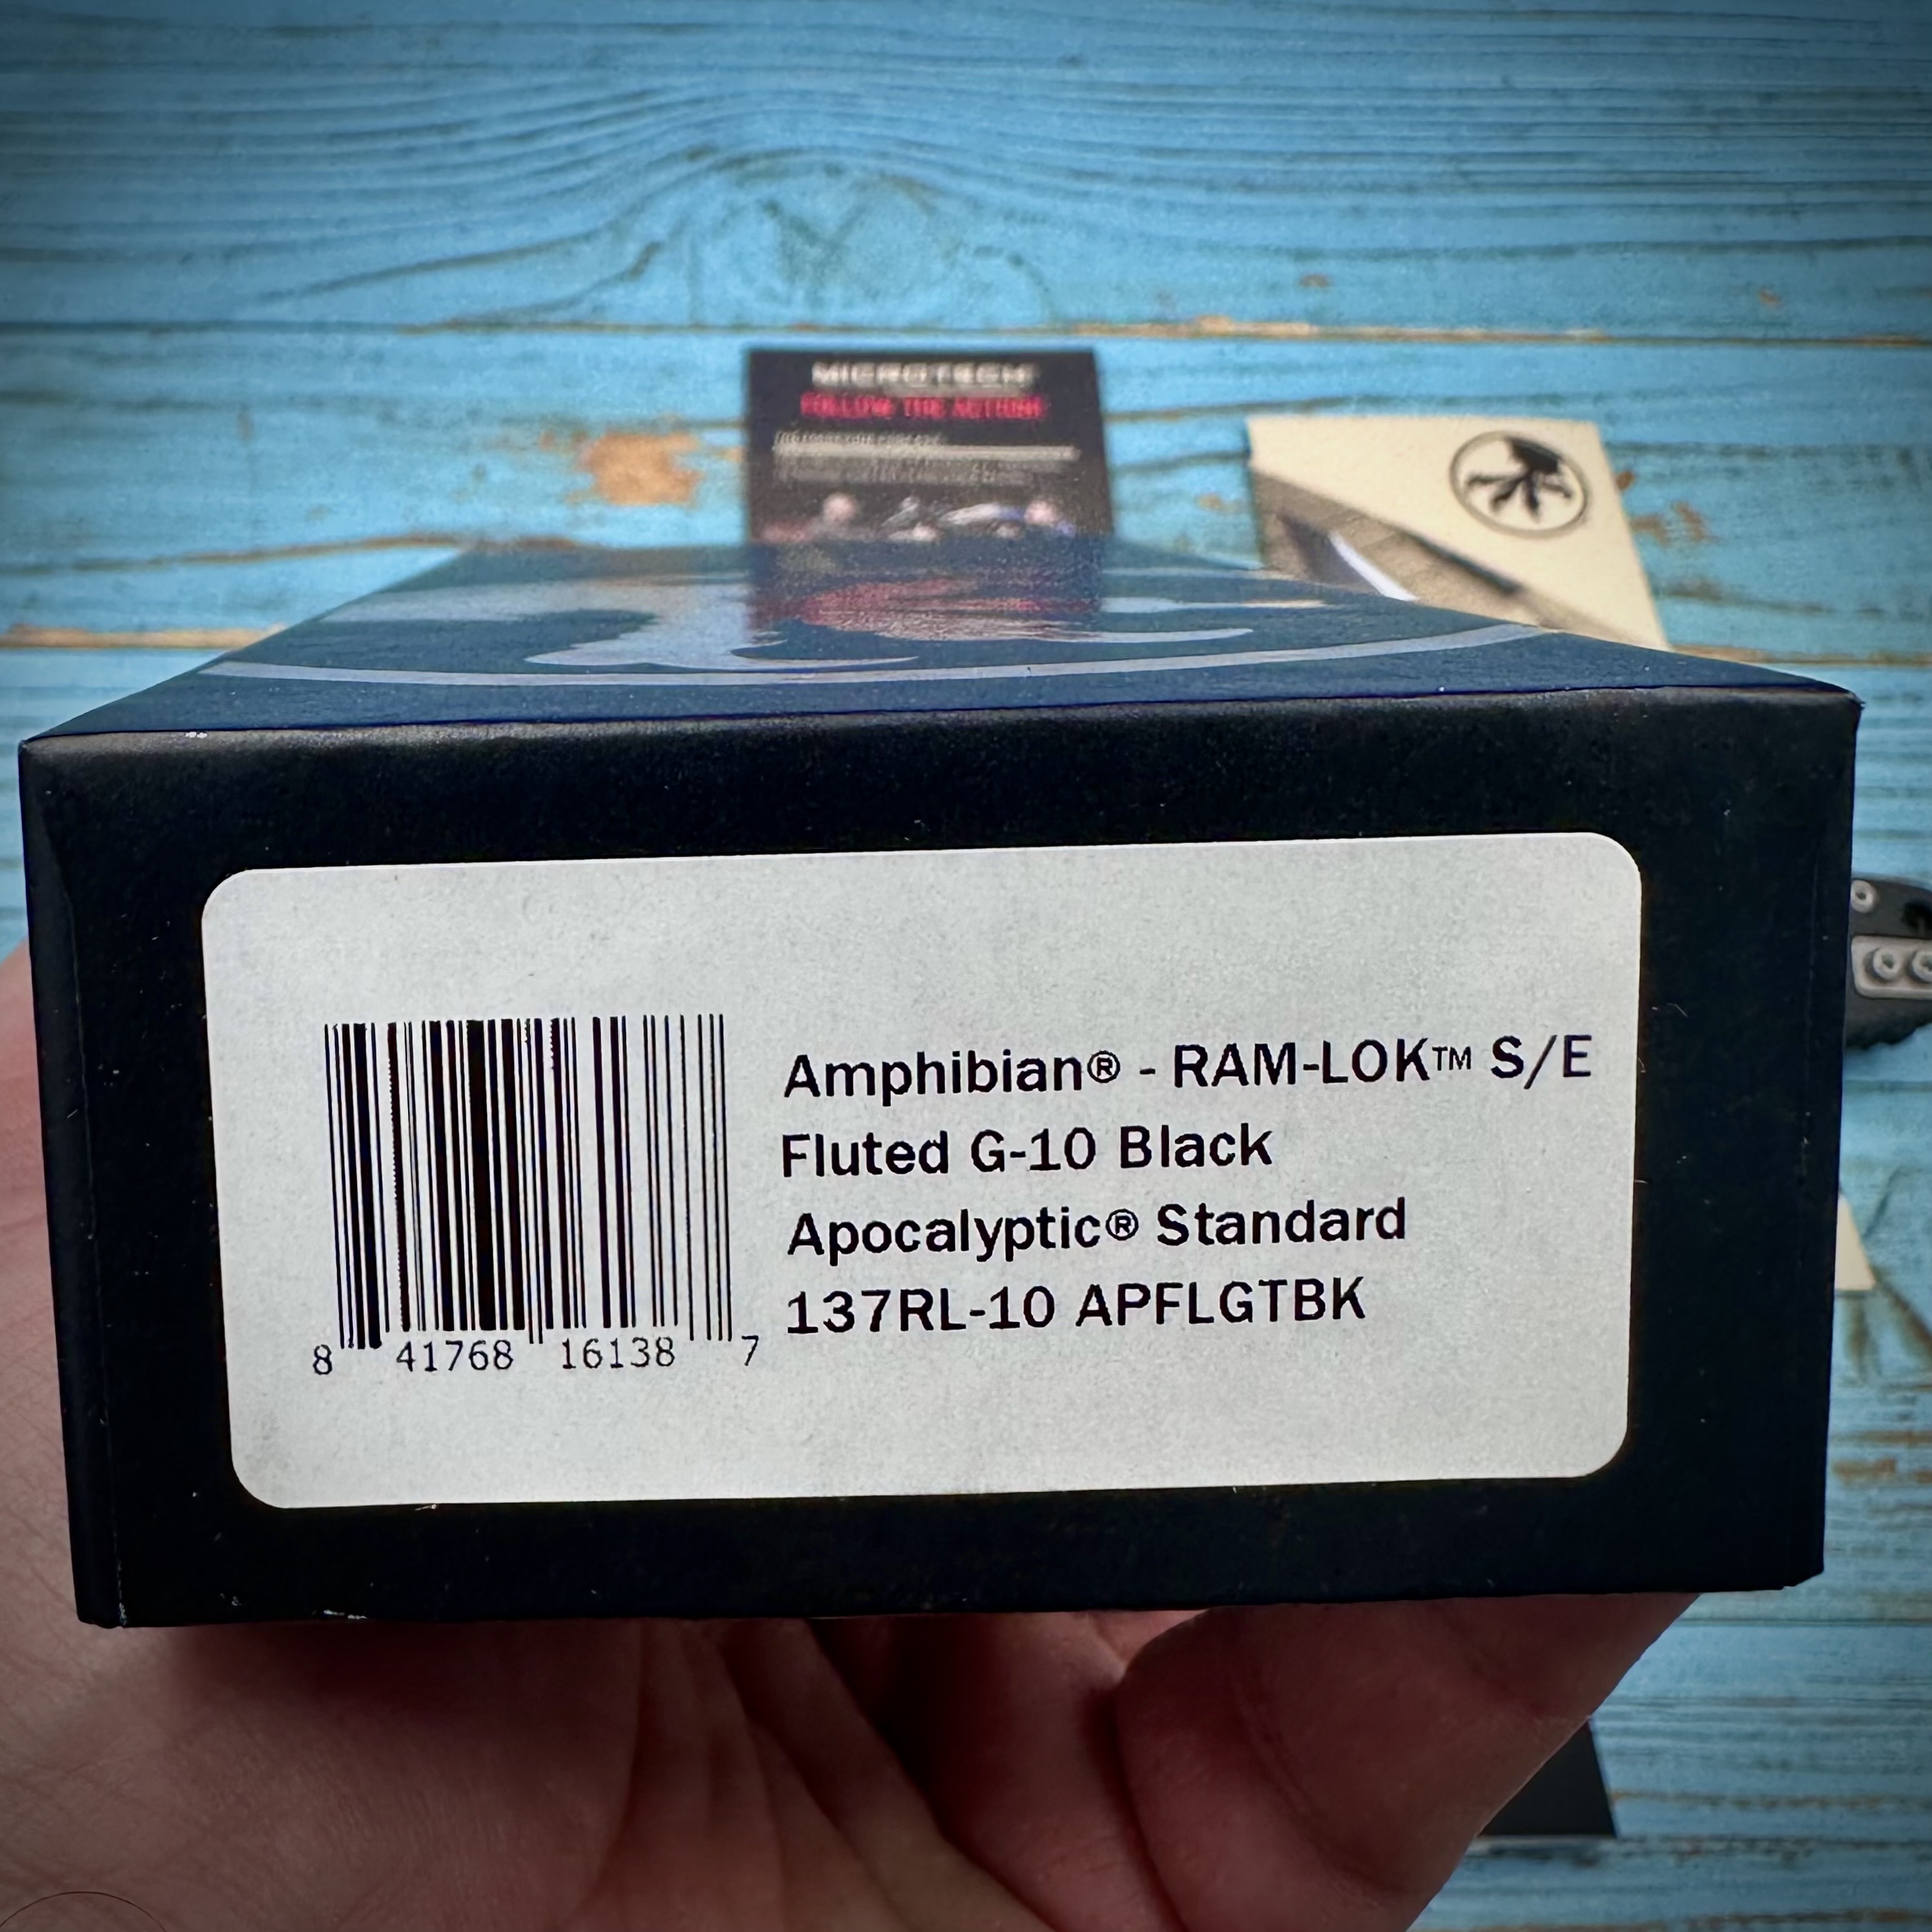 MICROTECH
FOLLOW THE ACTION!
Amphibian® - RAM-LOK™ S/E
Fluted G-10 Black
Apocalyptic® Standard
137RL-10 APFLGTBK
8 41768 16138 7